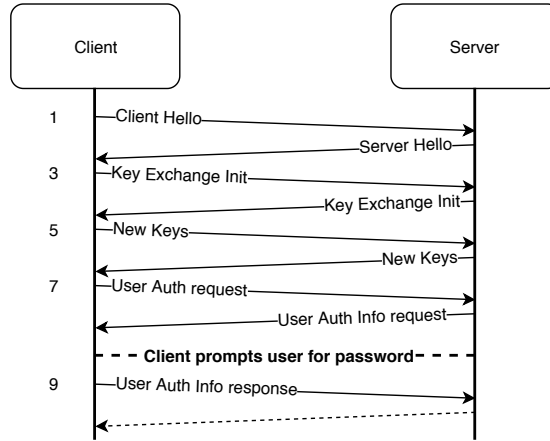 Client
Server
1
Client Hello
Server Hello
3
Key Exchange Init
Key Exchange Init
5
New Keys
New Keys
7
User Auth request
User Auth Info request
Client prompts user for password
9
User Auth Info response